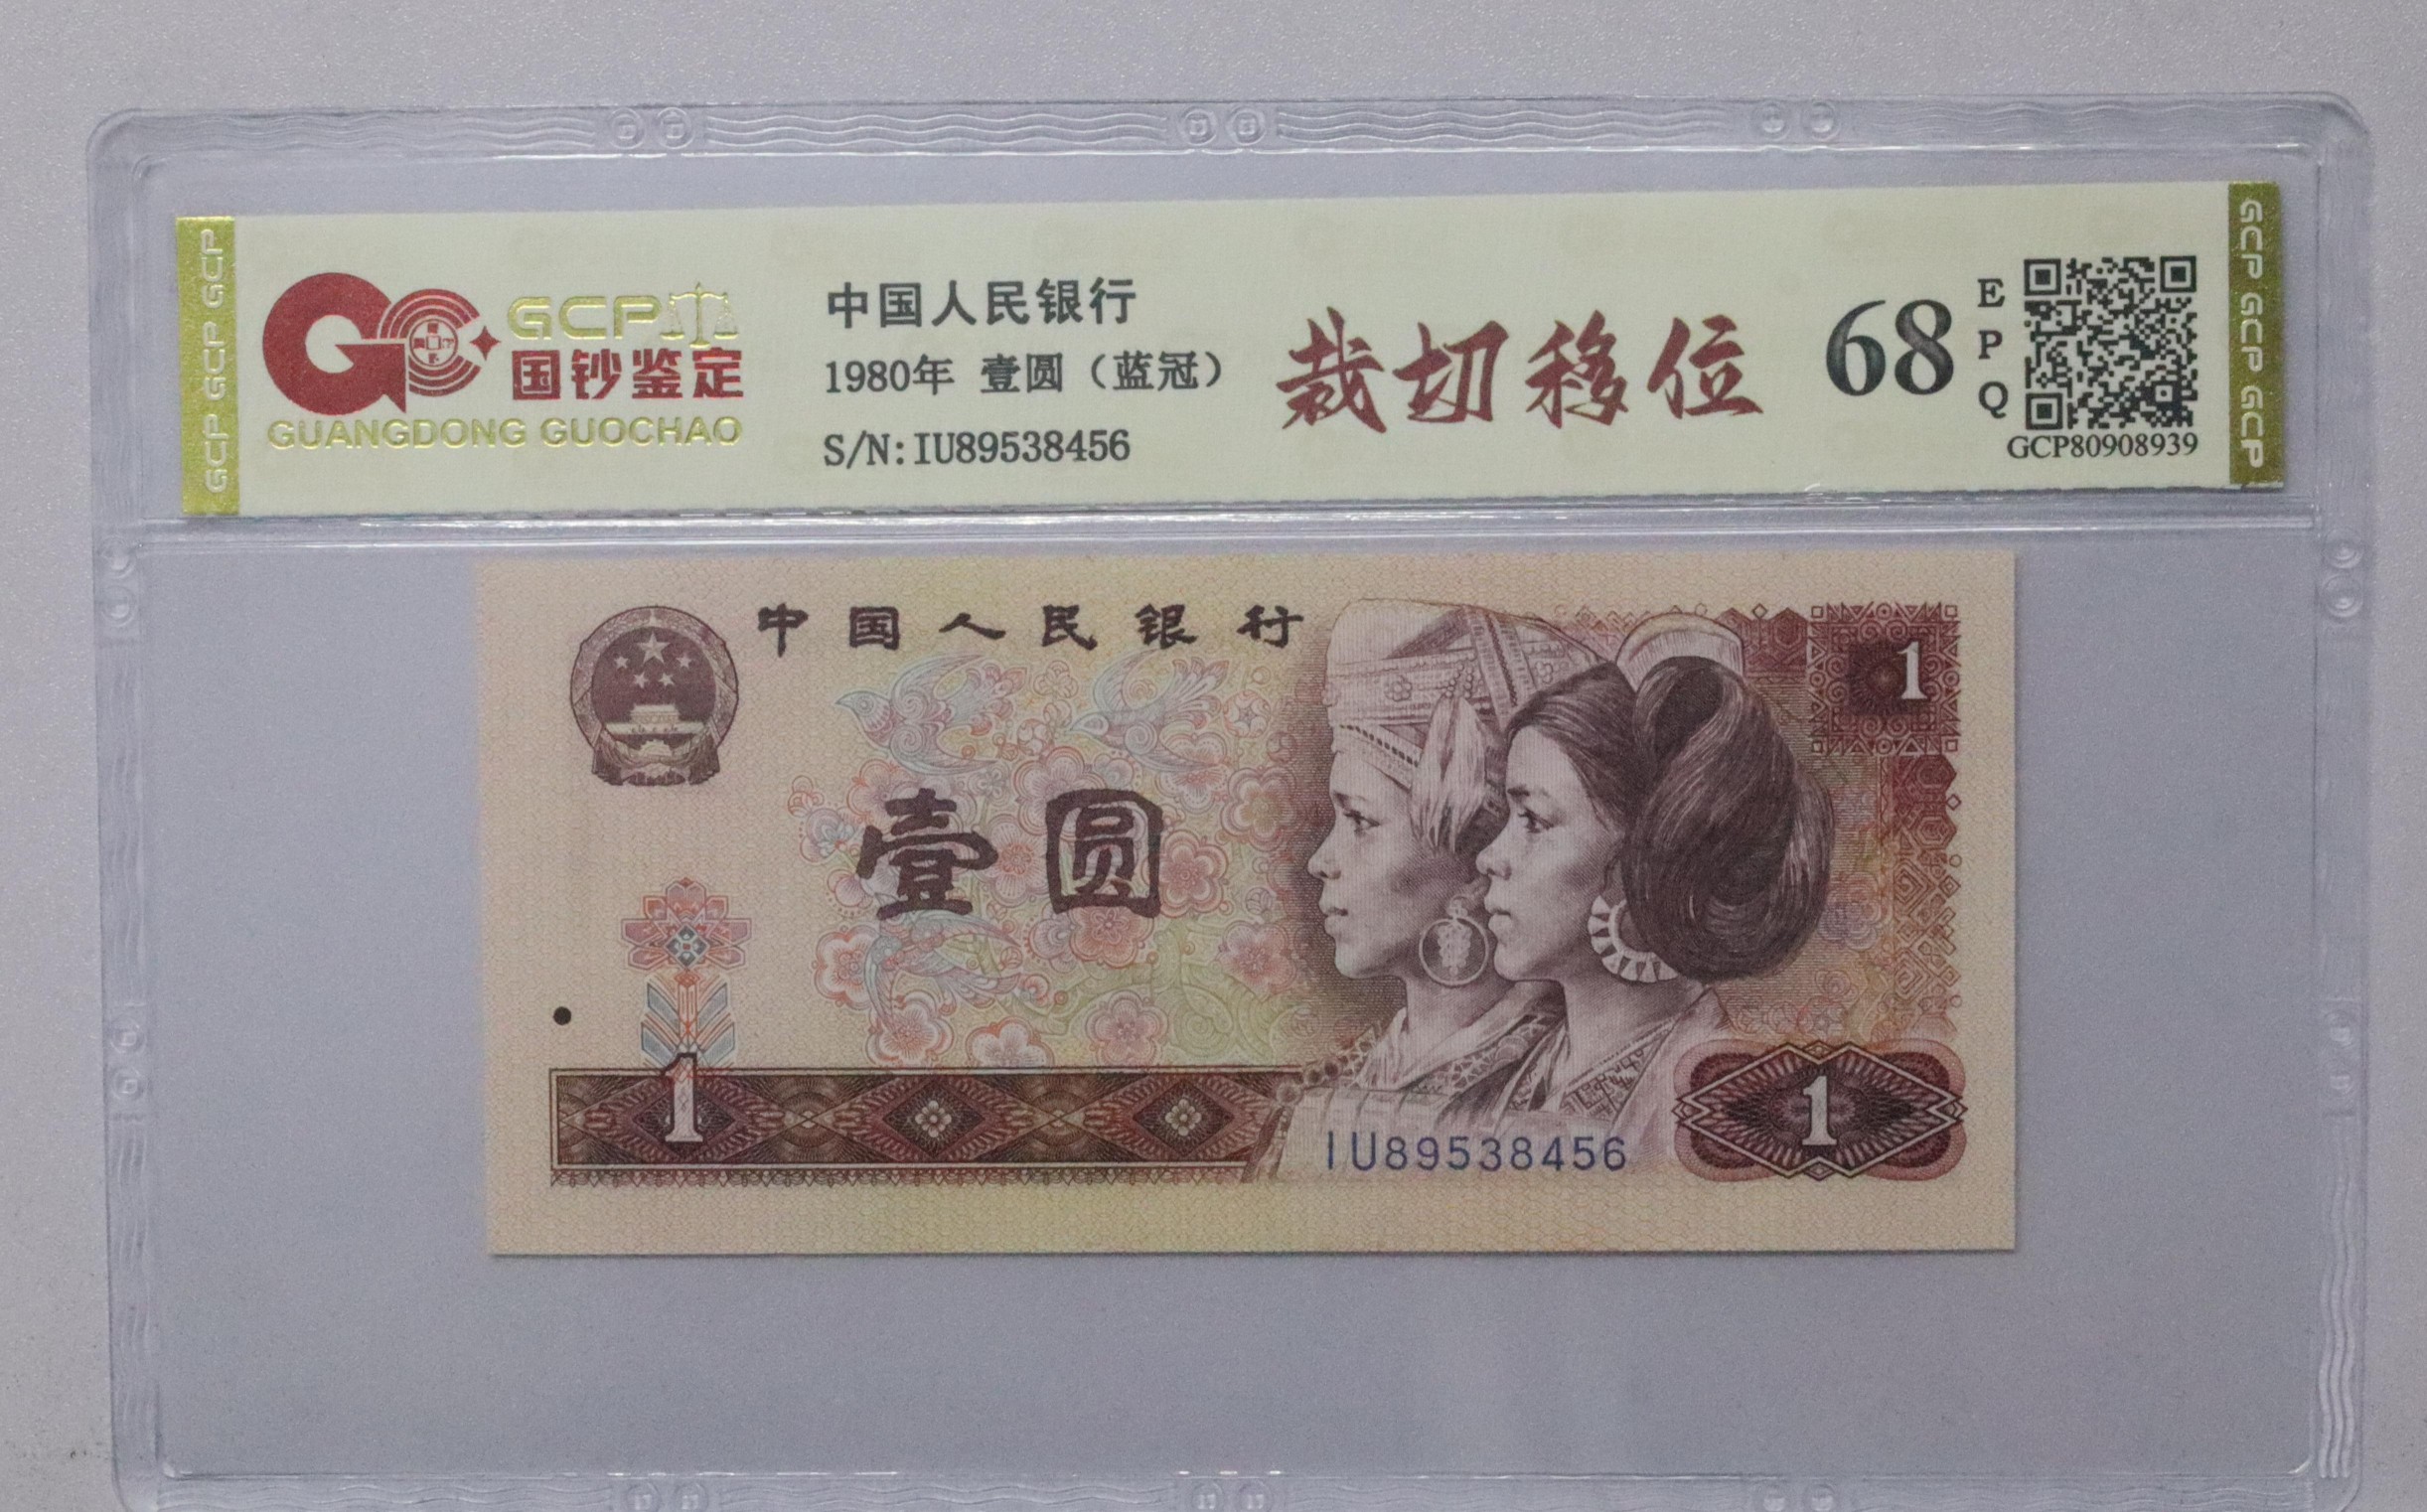 GCP GCP GCP
GCP
国钞鉴定
GUANGDONG GUOCHAO
中国人民银行
1980年 壹圆（蓝冠）
S/N:IU89538456
裁切移位
68
EPQ
GCP80908939
GCP GCP GCP
中国人民银行
1
壹圆
1
1
IU89538456